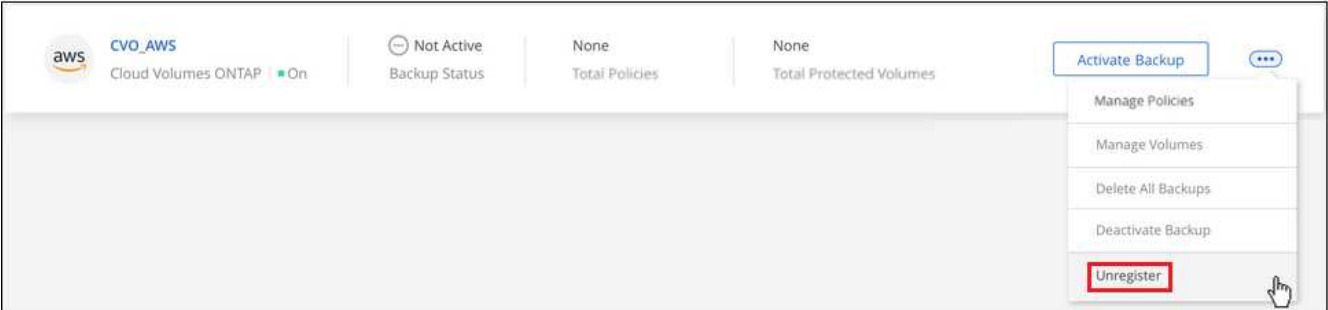 aws
CVO_AWS
Cloud Volumes ONTAP
On
Not Active
Backup Status
None
Total Policies
None
Total Protected Volumes
Activate Backup
Manage Policies
Manage Volumes
Delete All Backups
Deactivate Backup
Unregister